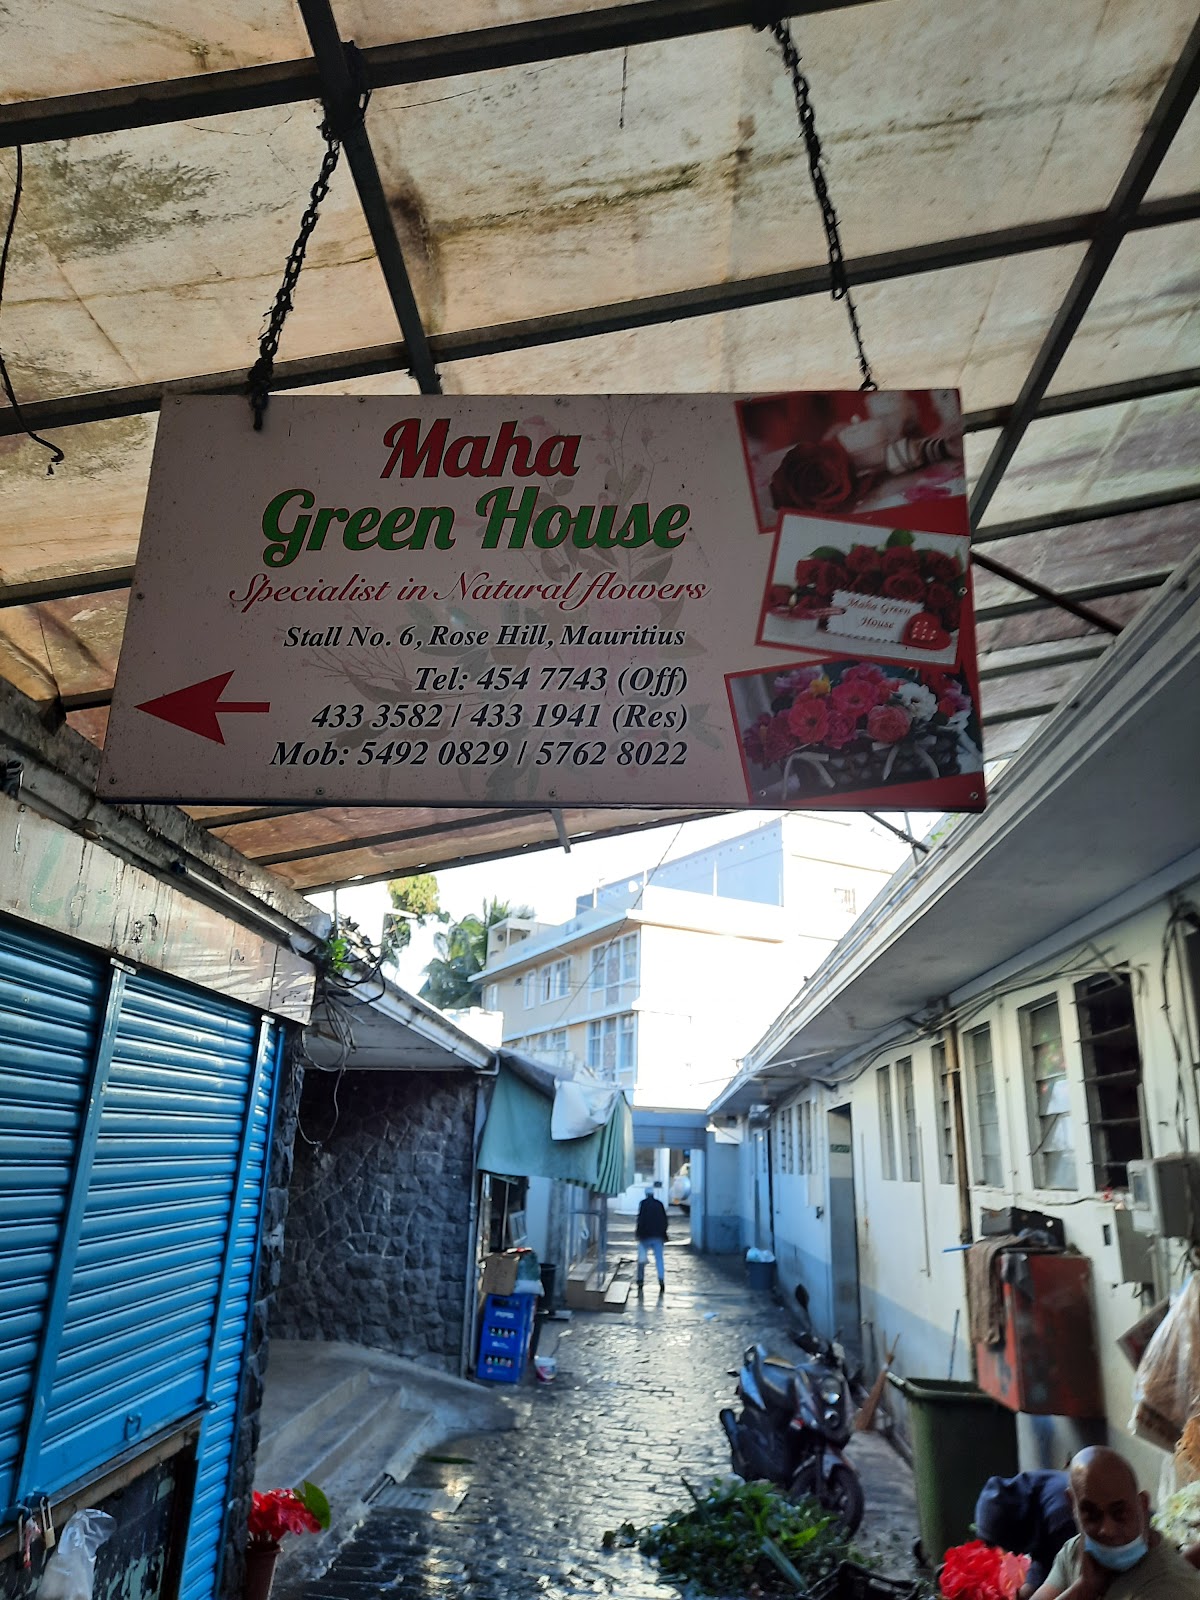 Maha
Green House
Specialist in Natural flowers
Stall No. 6, Rose Hill, Mauritius
Tel: 454 7743 (Off)
433 3582 / 433 1941 (Res)
Mob: 5492 0829 / 5762 8022
Maha Green
House
PEPSI